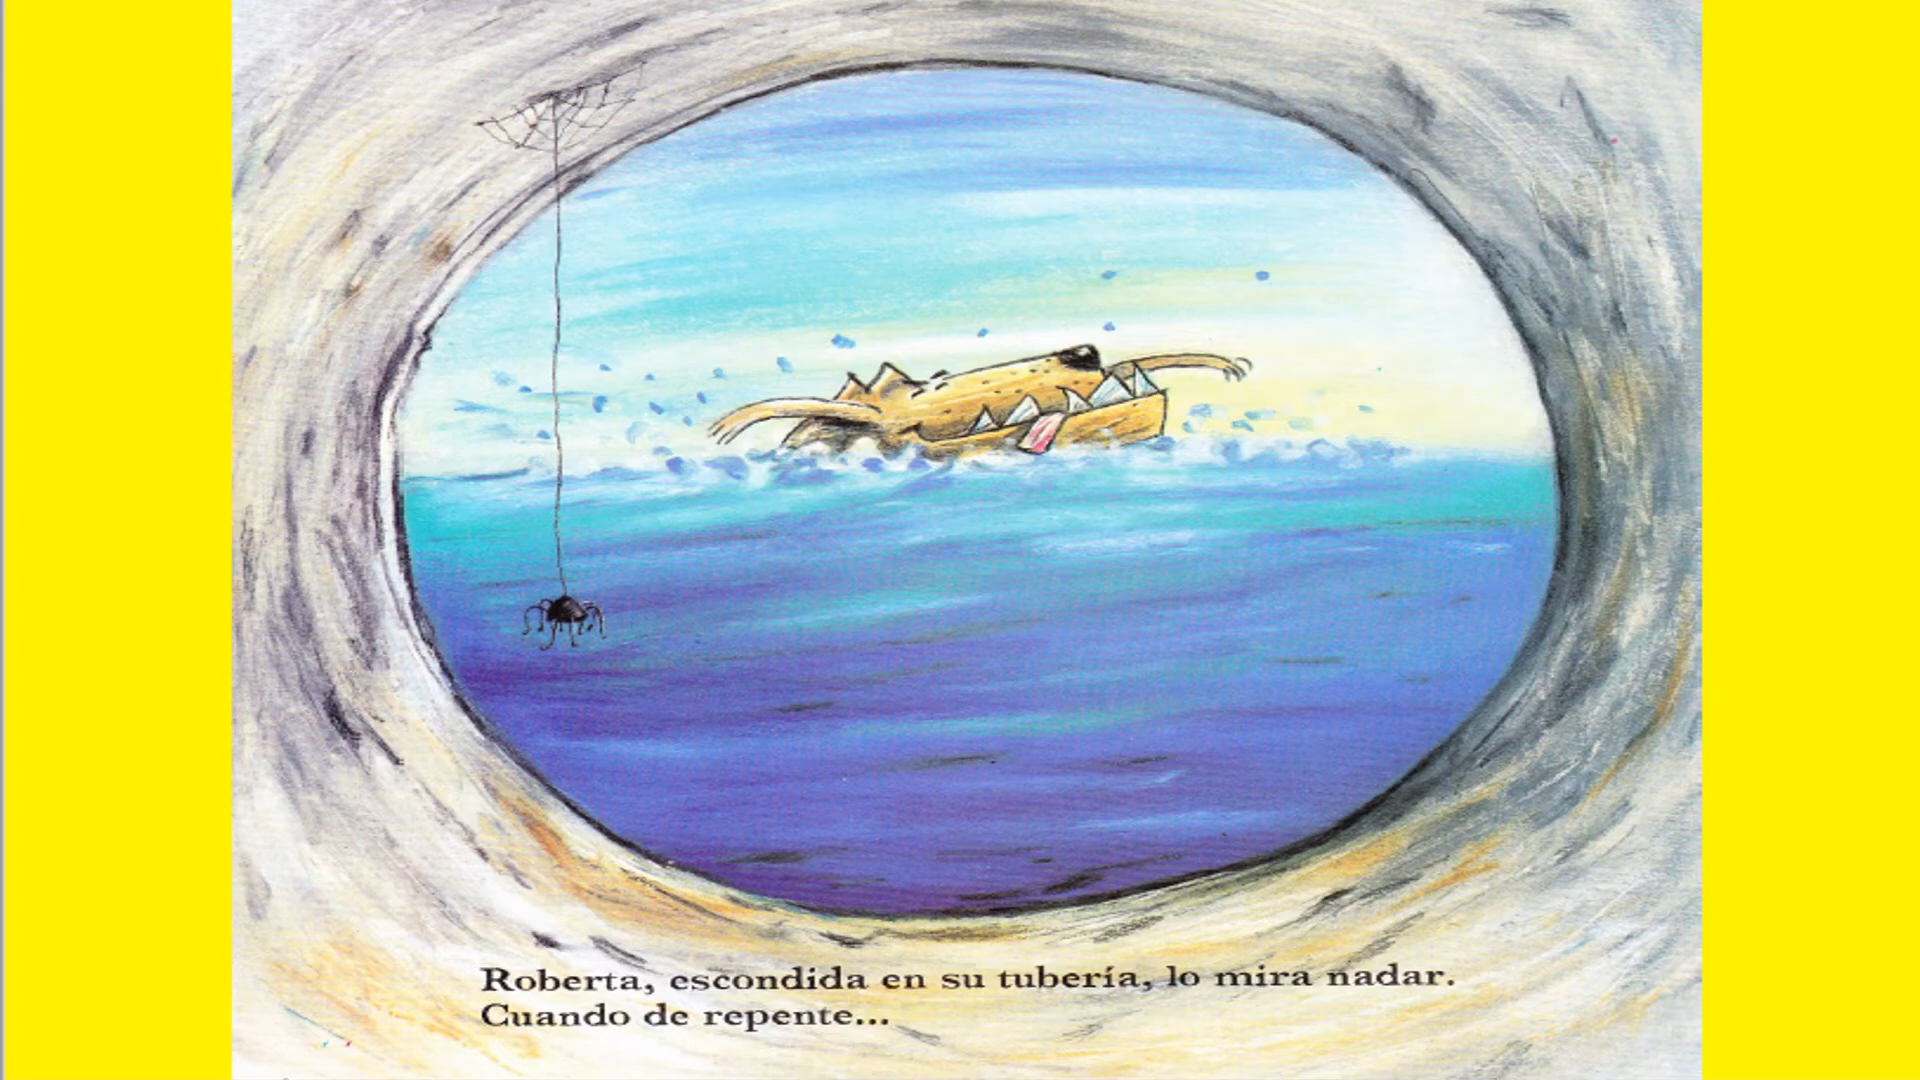 Roberta, escondida en su tubería, lo mira nadar.
Cuando de repente...